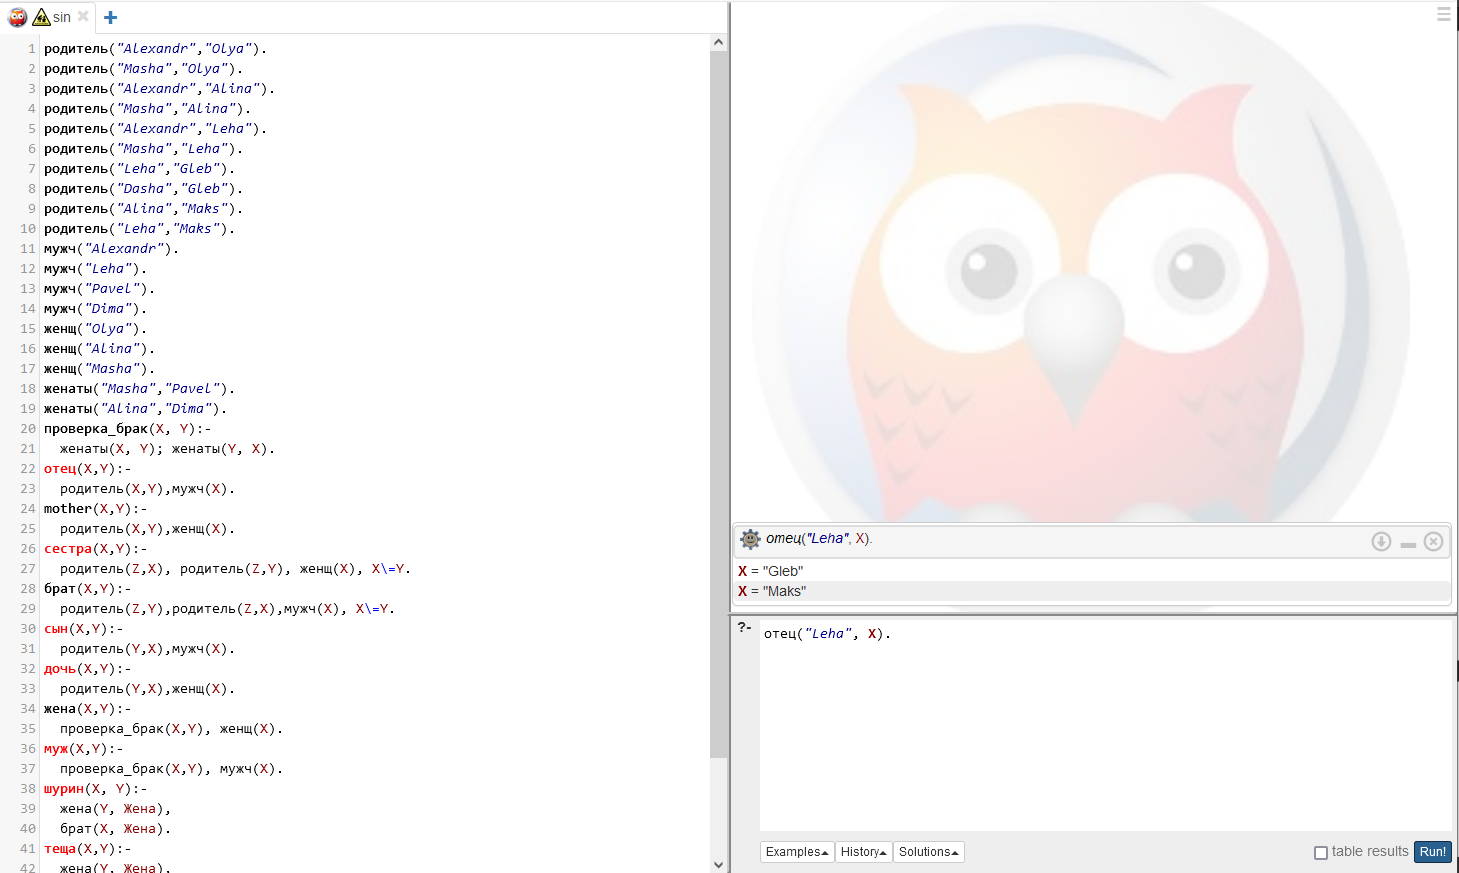 sin
1 родитель("Alexandr","Olya").
2 родитель("Masha","Olya").
3 родитель("Alexandr","Alina").
4 родитель("Masha","Alina").
5 родитель("Alexandr","Leha").
6 родитель("Masha","Leha").
7 родитель("Leha","Gleb").
8 родитель("Dasha","Gleb").
9 родитель("Alina","Maks").
10 родитель("Leha","Maks").
11 мужч("Alexandr").
12 мужч("Leha").
13 мужч("Pavel").
14 мужч("Dima").
15 женщ("Olya").
16 женщ("Alina").
17 женщ("Masha").
18 женаты("Masha","Pavel").
19 женаты("Alina","Dima").
20 проверка_брак(X, Y):-
21 женаты(X, Y); женаты(Y, X).
22 отец(X,Y):-
23 родитель(X,Y),мужч(X).
24 mother(X,Y):-
25 родитель(X,Y),женщ(X).
26 сестра(X,Y):-
27 родитель(Z,X), родитель(Z,Y), женщ(X), X\=Y.
28 брат(X,Y):-
29 родитель(Z,Y),родитель(Z,X),мужч(X), X\=Y.
30 сын(X,Y):-
31 родитель(Y,X),мужч(X).
32 дочь(X,Y):-
33 родитель(Y,X),женщ(X).
34 жена(X,Y):-
35 проверка_брак(X,Y), женщ(X).
36 муж(X,Y):-
37 проверка_брак(X,Y), мужч(X).
38 шурин(X, Y):-
39 жена(Y, Жена),
40 брат(X, Жена).
41 теща(X,Y):-
42 жена(Y, Жена).
отец("Leha", X).
X = "Gleb"
X = "Maks"
?- отец("Leha", X).
Examples History Solutions table results Run!